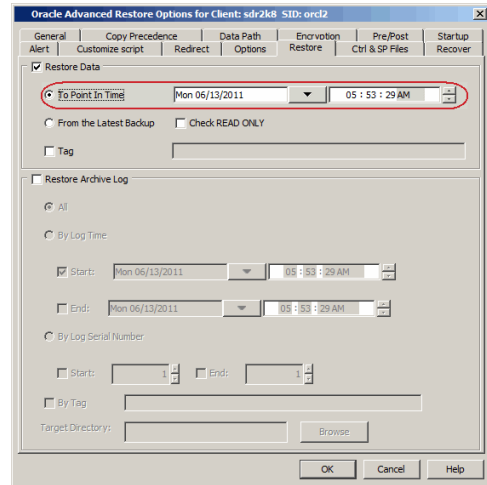 Oracle Advanced Restore Options for Client: sdr2k8 SID: orcl2
General Copy Precedence Data Path Encryption Pre/Post Startup
Alert Customize script Redirect Options Restore Ctrl & SP Files Recover
Restore Data
To Point In Time Mon 06/13/2011 05 : 53 : 29 AM
From the Latest Backup Check READ ONLY
Tag
Restore Archive Log
All
By Log Time
Start: Mon 06/13/2011 05 : 53 : 29 AM
End: Mon 06/13/2011 05 : 53 : 29 AM
By Log Serial Number
Start: 1 End: 1
By Tag
Target Directory: Browse
OK Cancel Help